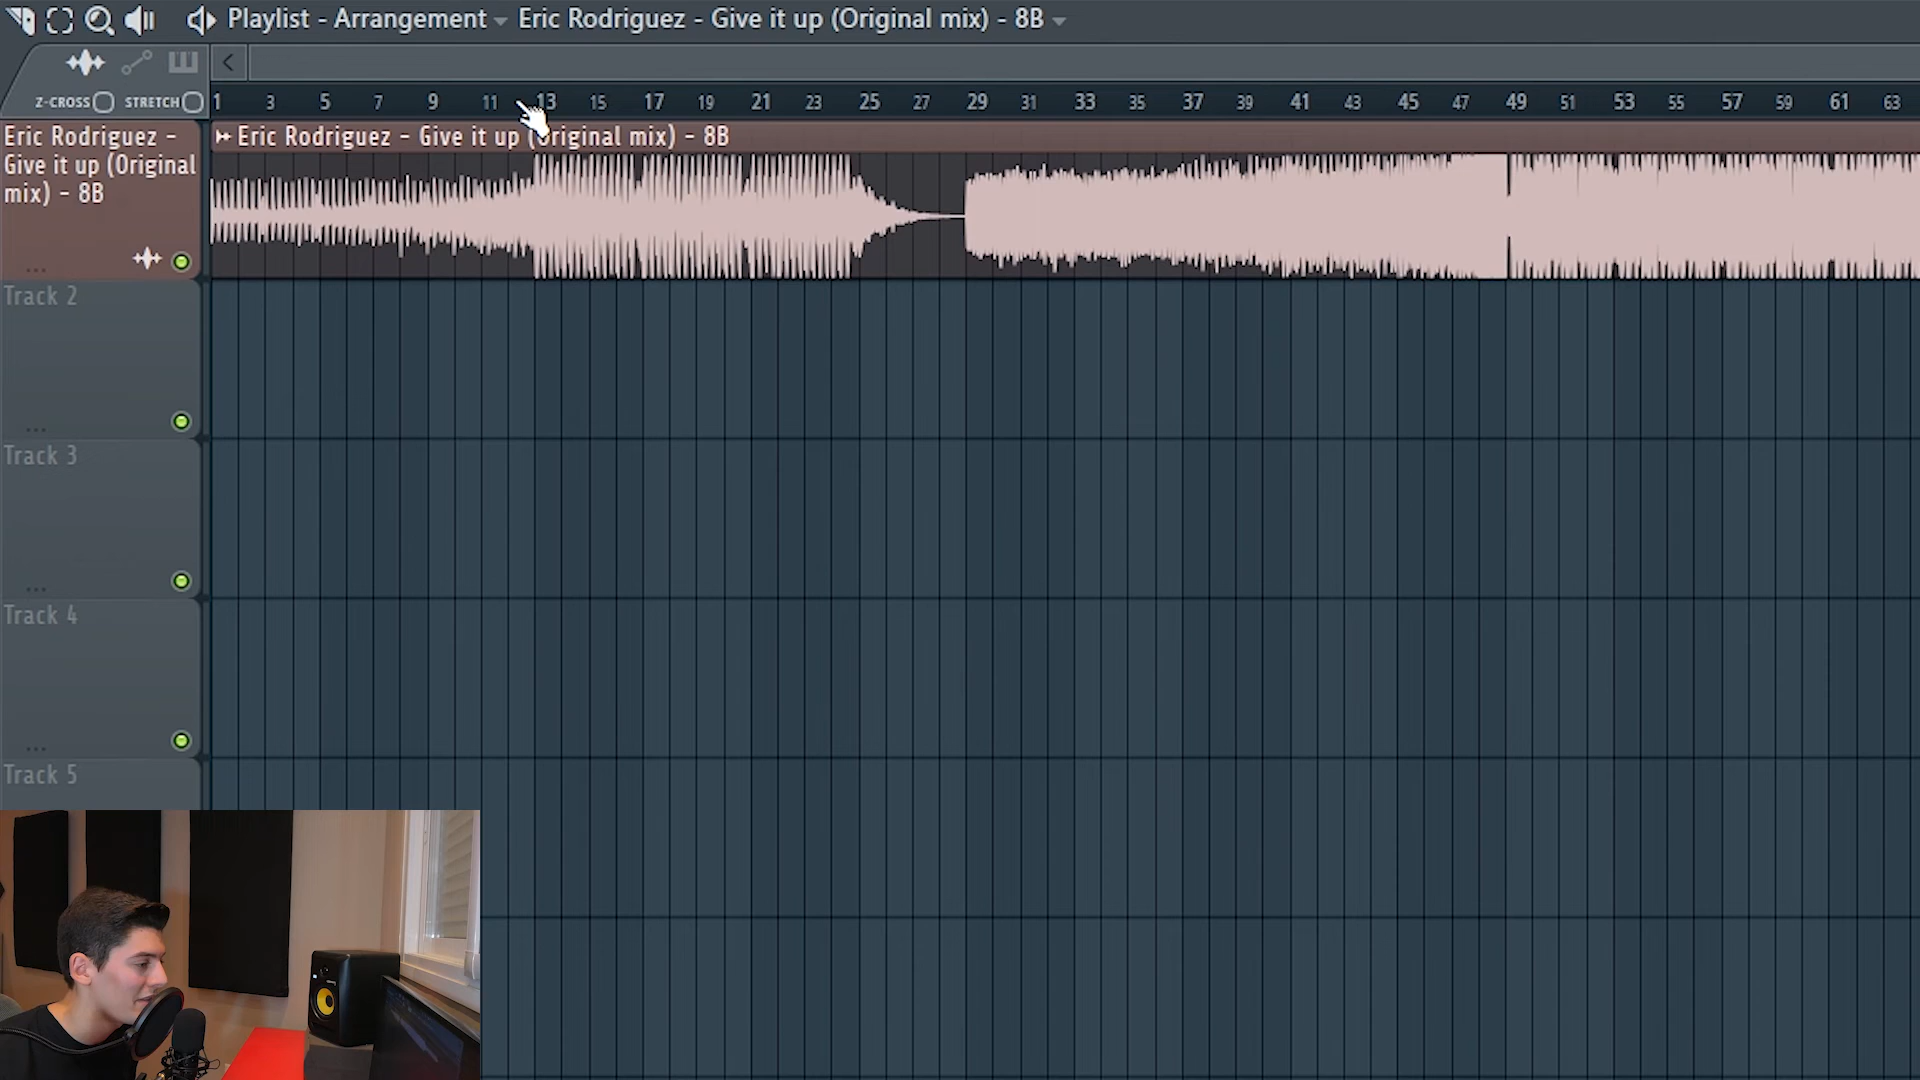 Playlist - Arrangement Eric Rodriguez - Give it up (Original mix) - 8B
Z-CROSS STRETCH 1 3 5 7 9 11 13 15 17 19 21 23 25 27 29 31 33 35 37 39 41 43 45 47 49 51 53 55 57 59 61 63
Eric Rodriguez -
Give it up (Original
mix) - 8B
Eric Rodriguez - Give it up (Original mix) - 8B
Track 2
Track 3
Track 4
Track 5